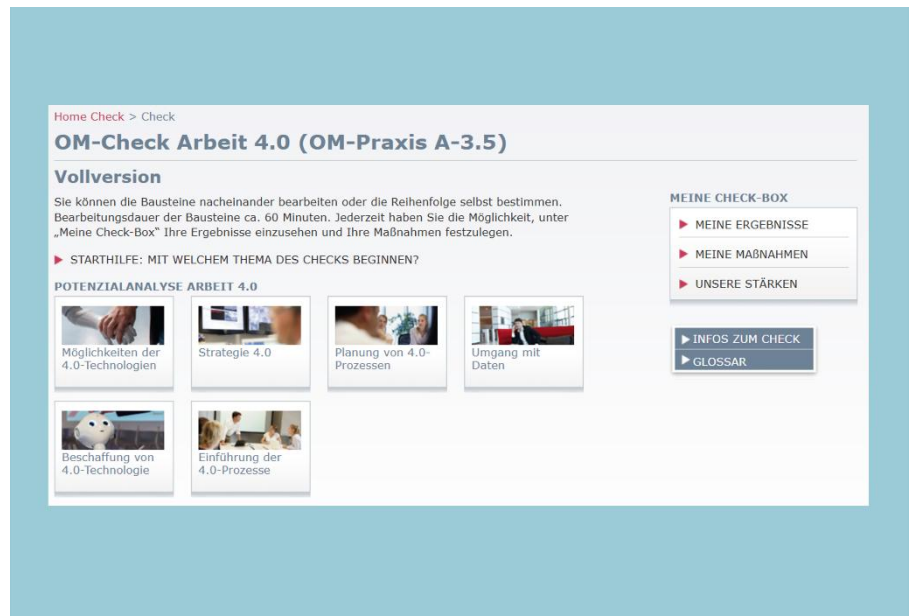 Home Check > Check
OM-Check Arbeit 4.0 (OM-Praxis A-3.5)
Vollversion
Sie können die Bausteine nacheinander bearbeiten oder die Reihenfolge selbst bestimmen.
Bearbeitungsdauer der Bausteine ca. 60 Minuten. Jederzeit haben Sie die Möglichkeit, unter
„Meine Check-Box“ Ihre Ergebnisse einzusehen und Ihre Maßnahmen festzulegen.
STARTHILFE: MIT WELCHEM THEMA DES CHECKS BEGINNEN?
POTENZIALANALYSE ARBEIT 4.0
Möglichkeiten der
4.0-Technologien
Strategie 4.0
Planung von 4.0-
Prozessen
Umgang mit
Daten
Beschaffung von
4.0-Technologie
Einführung der
4.0-Prozesse
MEINE CHECK-BOX
MEINE ERGEBNISSE
MEINE MAßNAHMEN
UNSERE STÄRKEN
INFOS ZUM CHECK
GLOSSAR